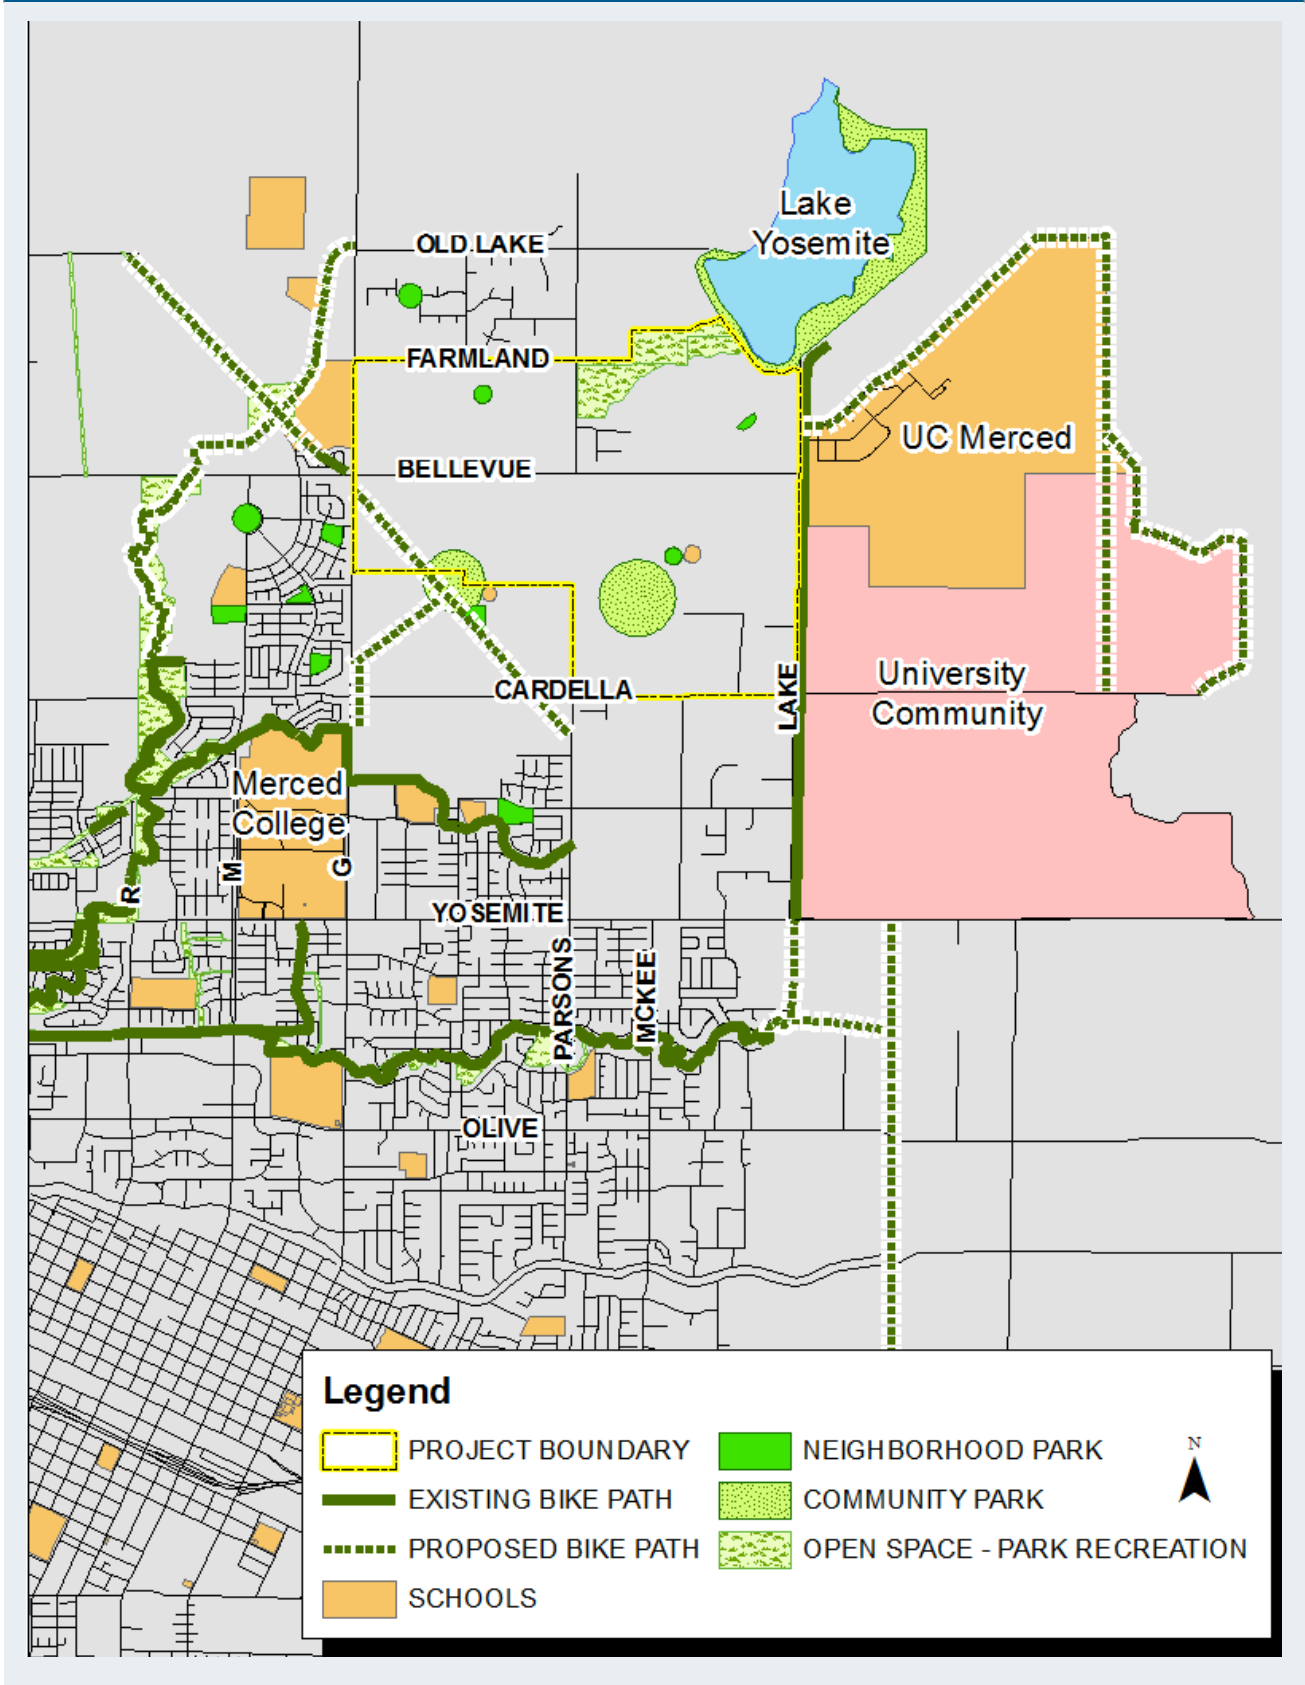 OLD LAKE
Lake
Yosemite
FARMLAND
UC Merced
BELLEVUE
University
Community
CARDELLA
LAKE
Merced
College
M
G
R
YOSEMITE
PARSONS
MCKEE
OLIVE
Legend
PROJECT BOUNDARY
EXISTING BIKE PATH
PROPOSED BIKE PATH
SCHOOLS
NEIGHBORHOOD PARK
COMMUNITY PARK
OPEN SPACE - PARK RECREATION
N